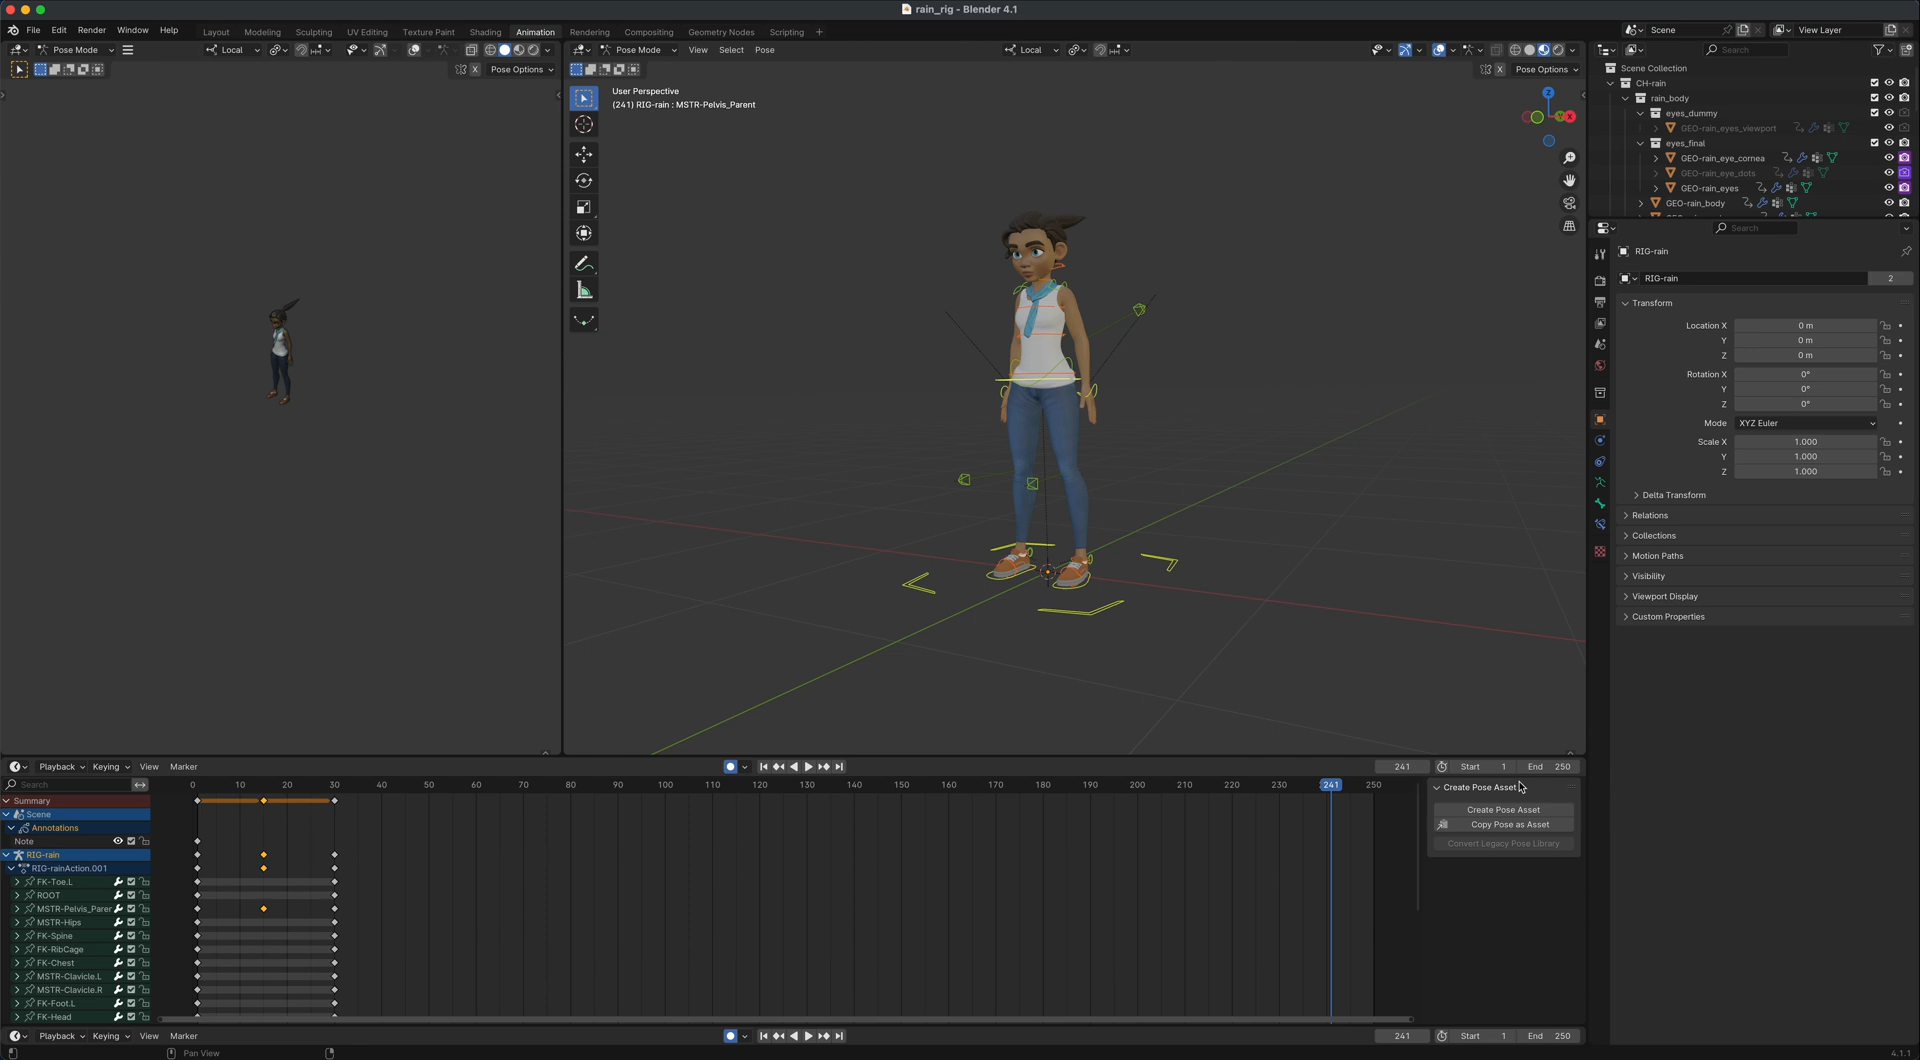 rain_rig - Blender 4.1
File Edit Render Window Help
Layout Modeling Sculpting UV Editing Texture Paint Shading Animation Rendering Compositing Geometry Nodes Scripting +
Scene
View Layer
Pose Mode
Local
Pose Mode View Select Pose
Local
Search
X Pose Options
X Pose Options
User Perspective
(241) RIG-rain : MSTR-Pelvis_Parent
Z
X
Scene Collection
CH-rain
rain_body
eyes_dummy
GEO-rain_eyes_viewport
eyes_final
GEO-rain_eye_cornea
GEO-rain_eye_dots
GEO-rain_eyes
GEO-rain_body
Search
RIG-rain
RIG-rain 2
Transform
Location X 0 m
Y 0 m
Z 0 m
Rotation X 0°
Y 0°
Z 0°
Mode XYZ Euler
Scale X 1.000
Y 1.000
Z 1.000
Delta Transform
Relations
Collections
Motion Paths
Visibility
Viewport Display
Custom Properties
Playback Keying View Marker
241 Start 1 End 250
Search
0 10 20 30 40 50 60 70 80 90 100 110 120 130 140 150 160 170 180 190 200 210 220 230 241 250
Create Pose Asset
Create Pose Asset
Copy Pose as Asset
Convert Legacy Pose Library
Summary
Scene
Annotations
Note
RIG-rain
RIG-rainAction.001
FK-Toe.L
ROOT
MSTR-Pelvis_Parer
MSTR-Hips
FK-Spine
FK-RibCage
FK-Chest
MSTR-Clavicle.L
MSTR-Clavicle.R
FK-Foot.L
FK-Head
Playback Keying View Marker
241 Start 1 End 250
Pan View
4.1.1